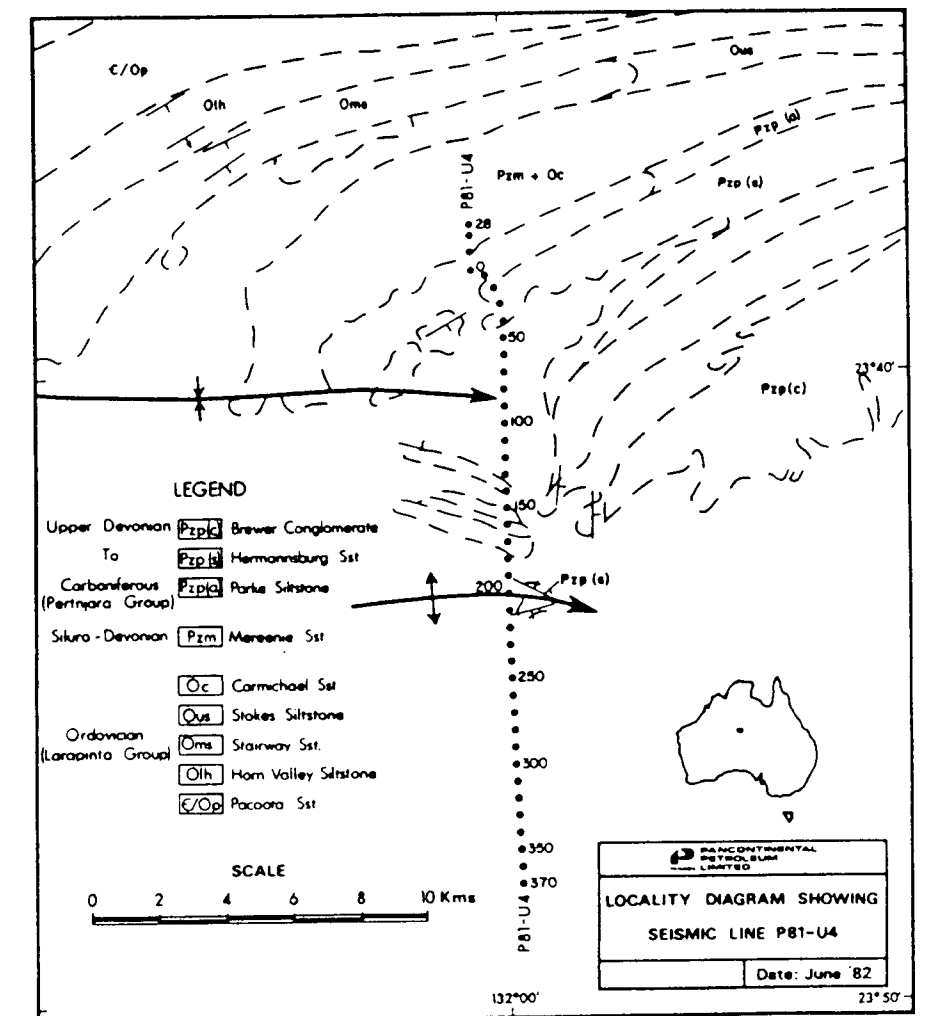 Ous
€/Op
Olh
Oms
Pzp (a)
P81-U4
Pzm + Oc
Pzp (s)
28
0
50
23°40'
Pzp(c)
100
LEGEND
150
Upper Devonian Pzp(c) Brewer Conglomerate
To Pzp(s) Hermannsburg Sst
Carboniferous Pzp(a) Parke Siltstone
(Pertnjara Group)
200
Pzp (s)
Siluro-Devonian Pzm Mereenie Sst
250
Oc Carmichael Sst
Ous Stokes Siltstone
Ordovician
(Larapinta Group)
Oms Stairway Sst.
300
Olh Horn Valley Siltstone
€/Op Pacoota Sst
350
370
P81-U4
SCALE
0 2 4 6 8 10 Kms
PANCONTINENTAL
PETROLEUM
LIMITED
LOCALITY DIAGRAM SHOWING
SEISMIC LINE P81-U4
Date: June '82
132°00'
23°50'